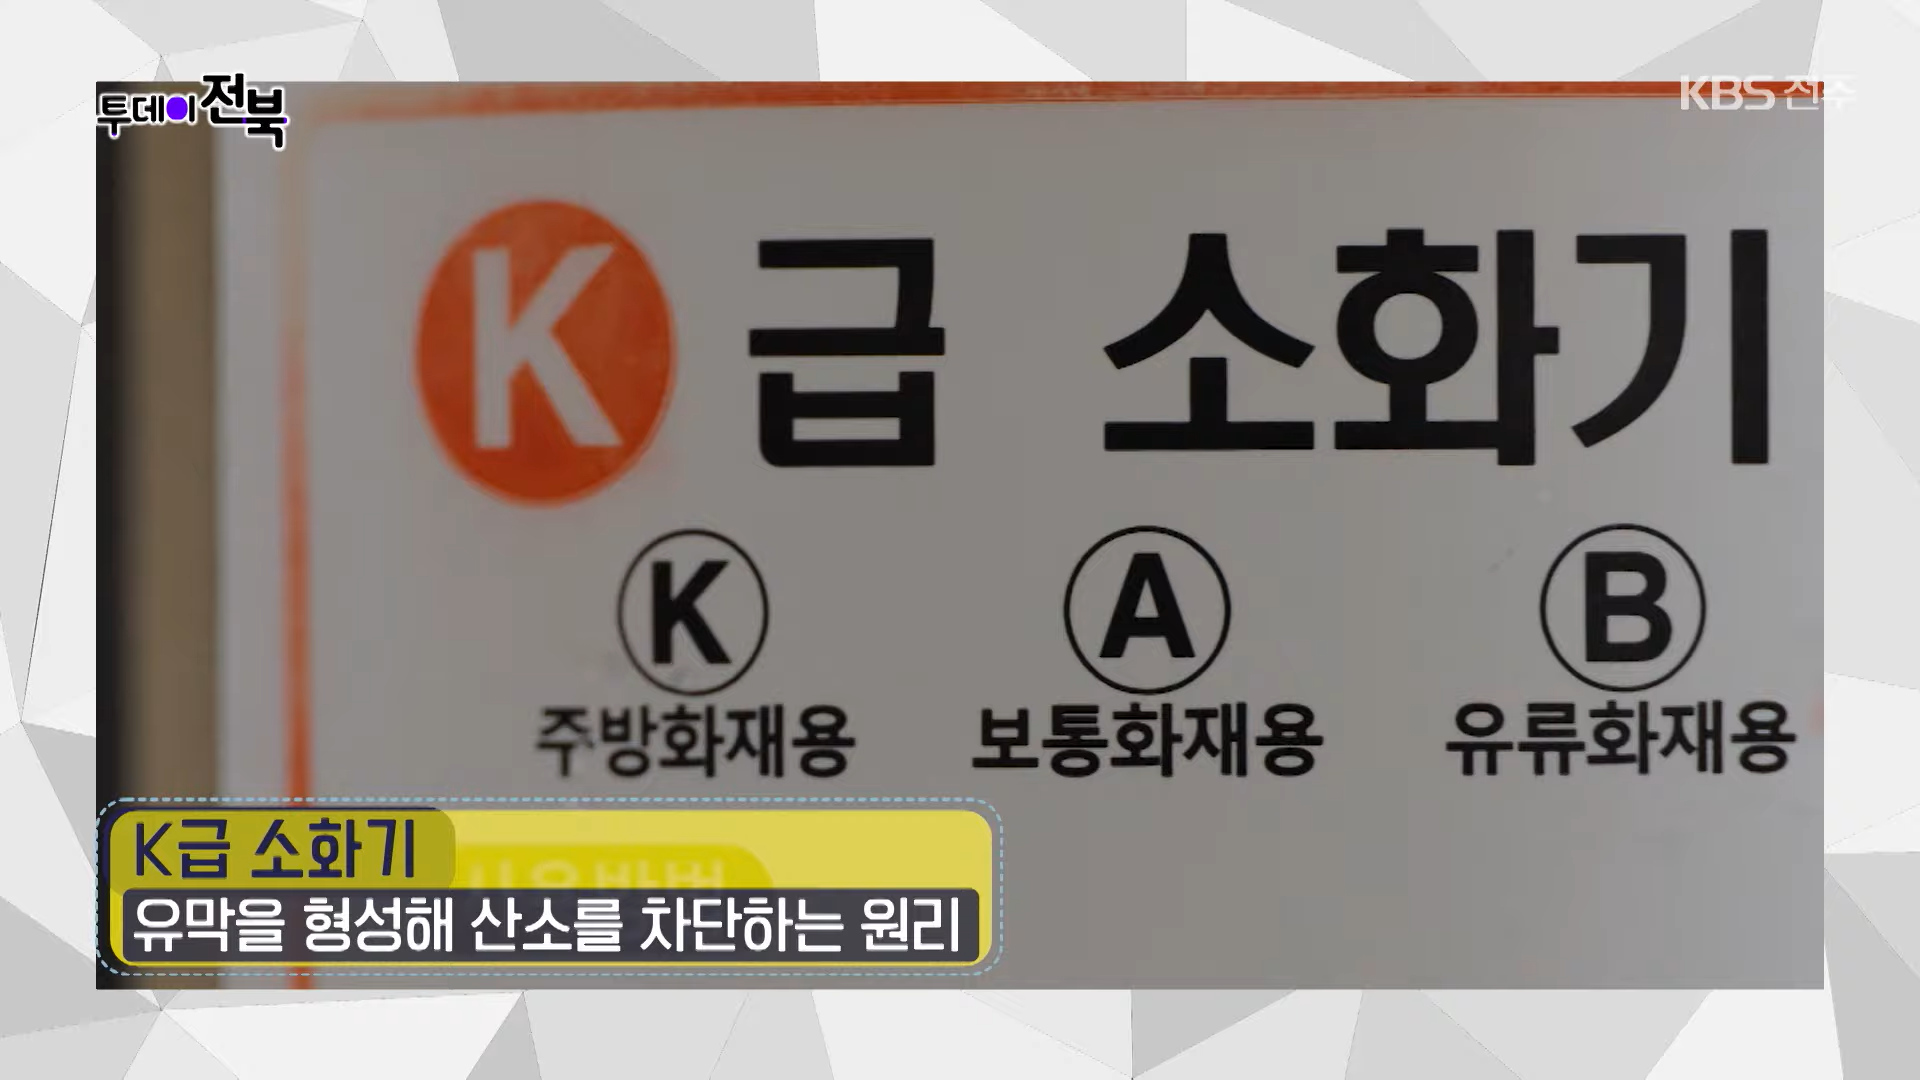 투데이 전북
KBS 전주
K급 소화기
K A B
주방화재용 보통화재용 유류화재용
K급 소화기
유막을 형성해 산소를 차단하는 원리